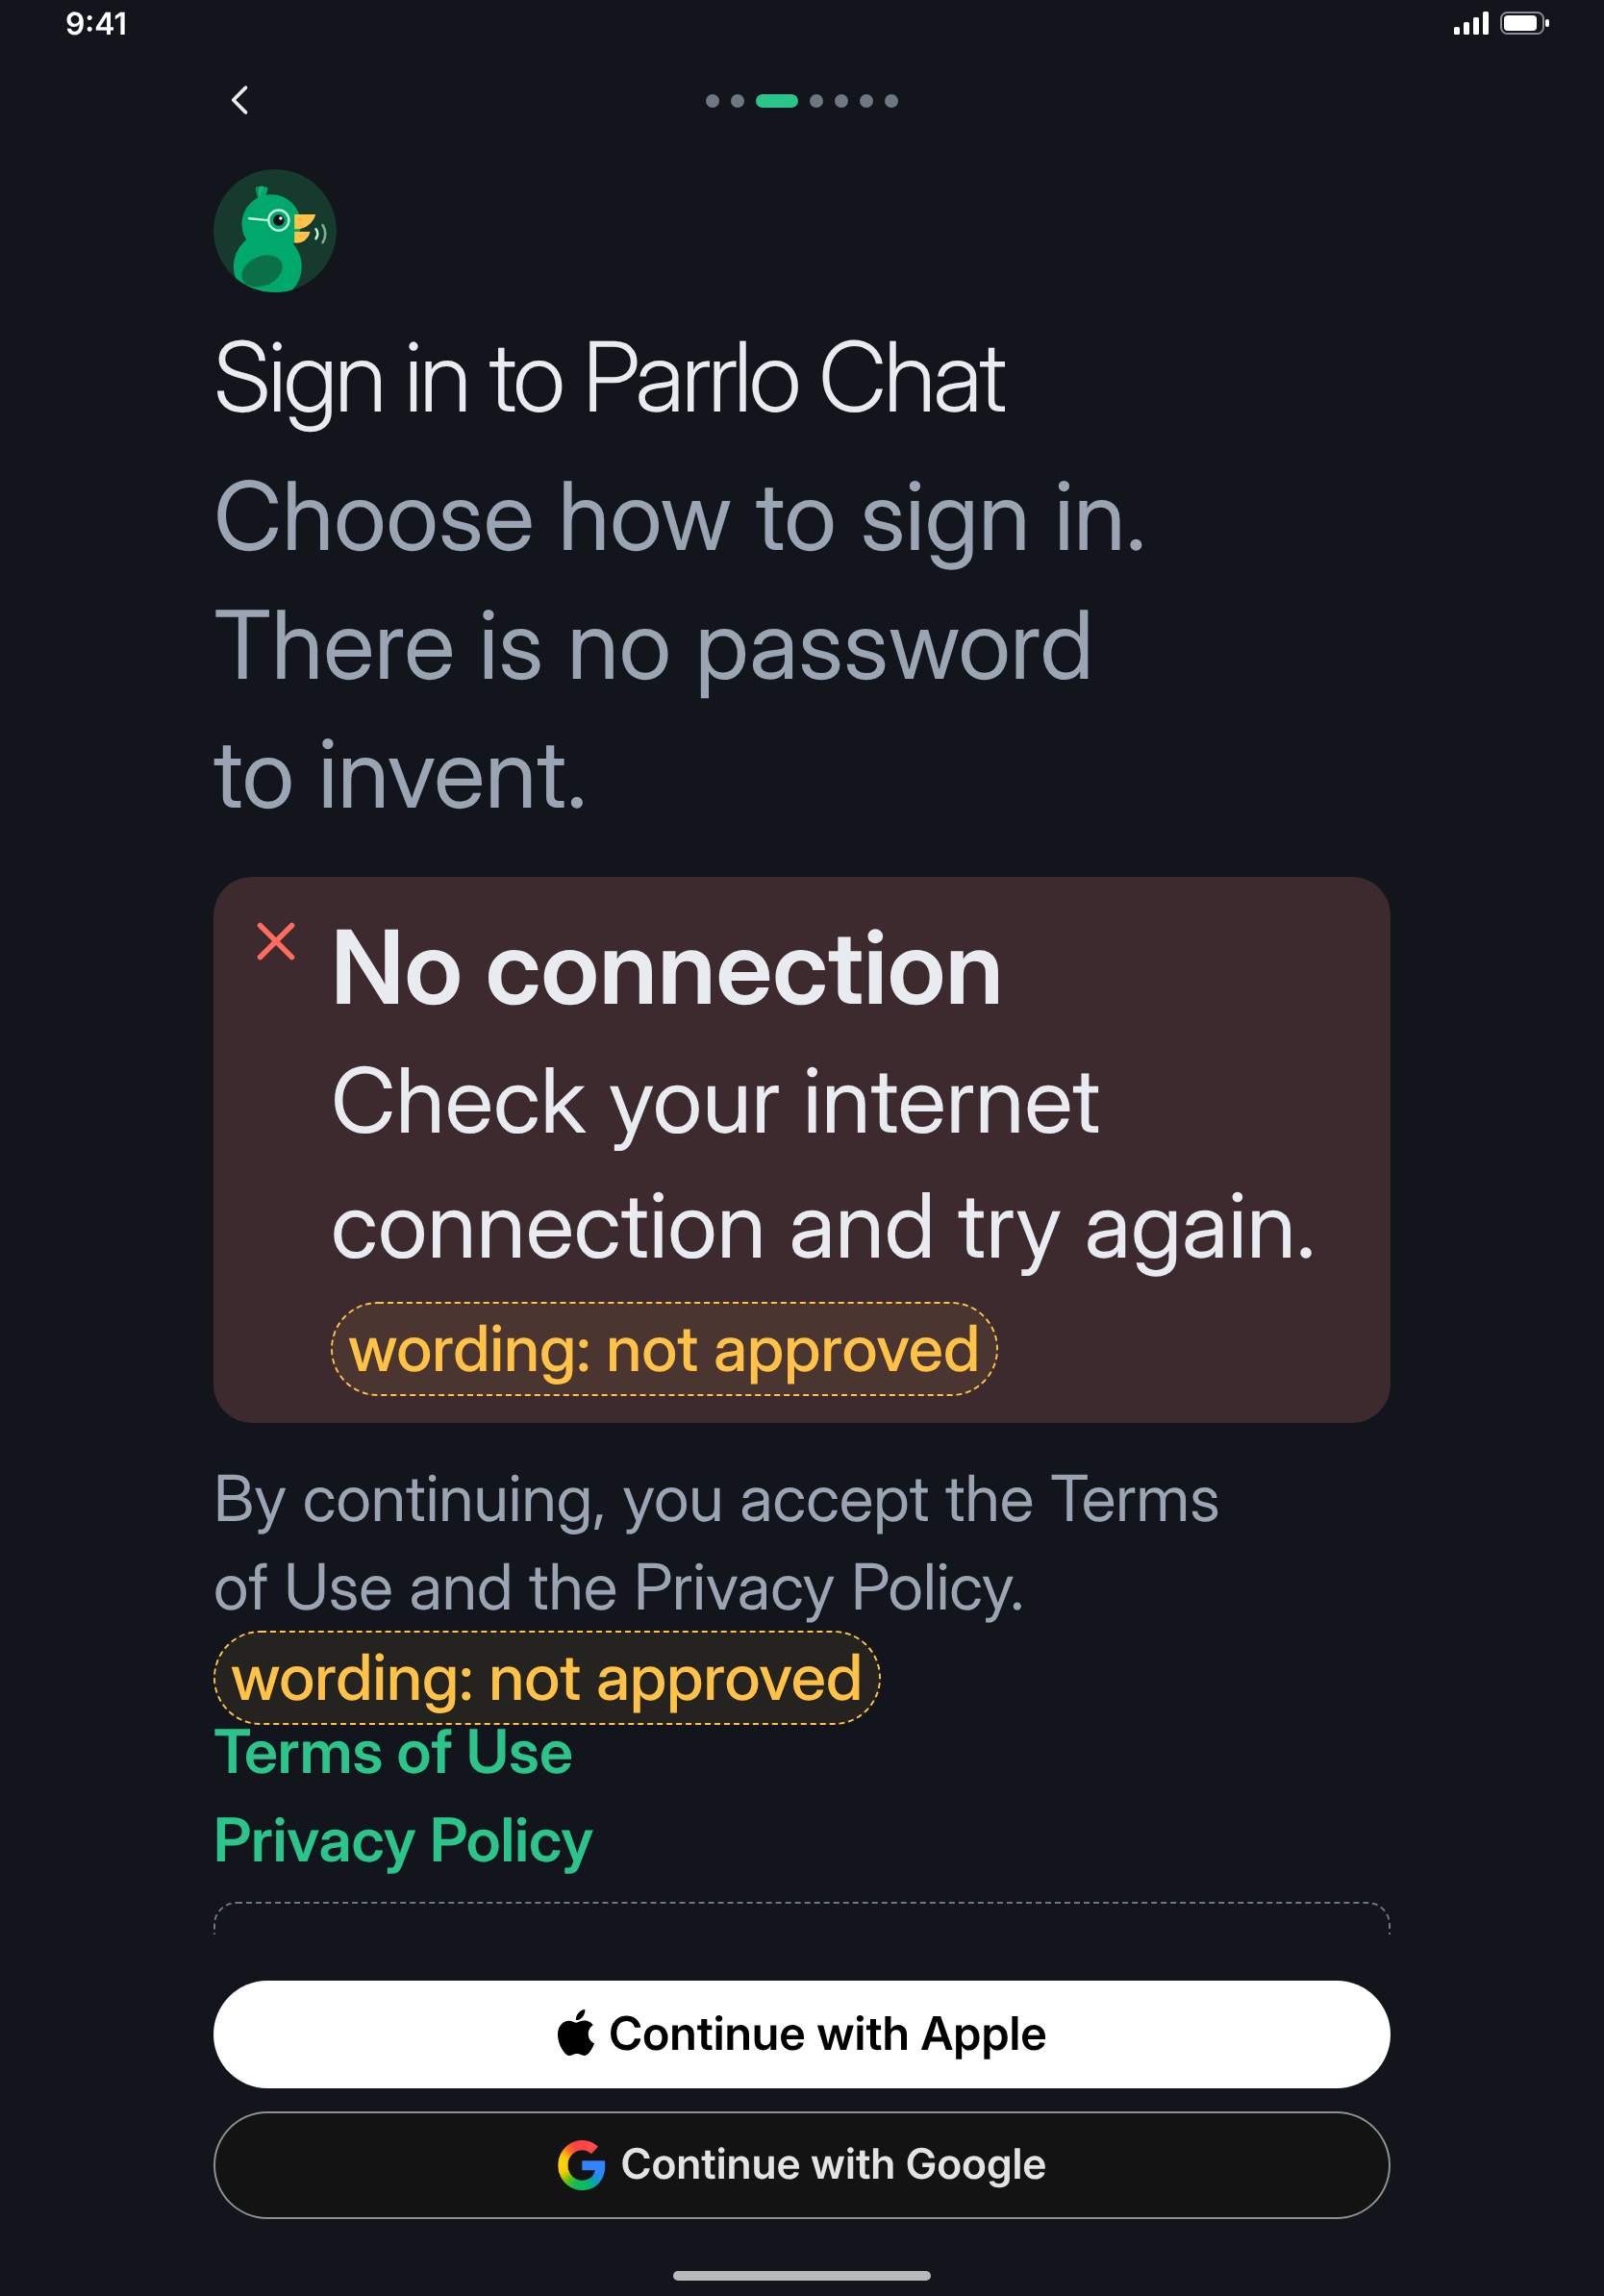 9:41
Sign in to Parrlo Chat
Choose how to sign in.
There is no password
to invent.
No connection
Check your internet
connection and try again.
wording: not approved
By continuing, you accept the Terms
of Use and the Privacy Policy.
wording: not approved
Terms of Use
Privacy Policy
Continue with Apple
Continue with Google